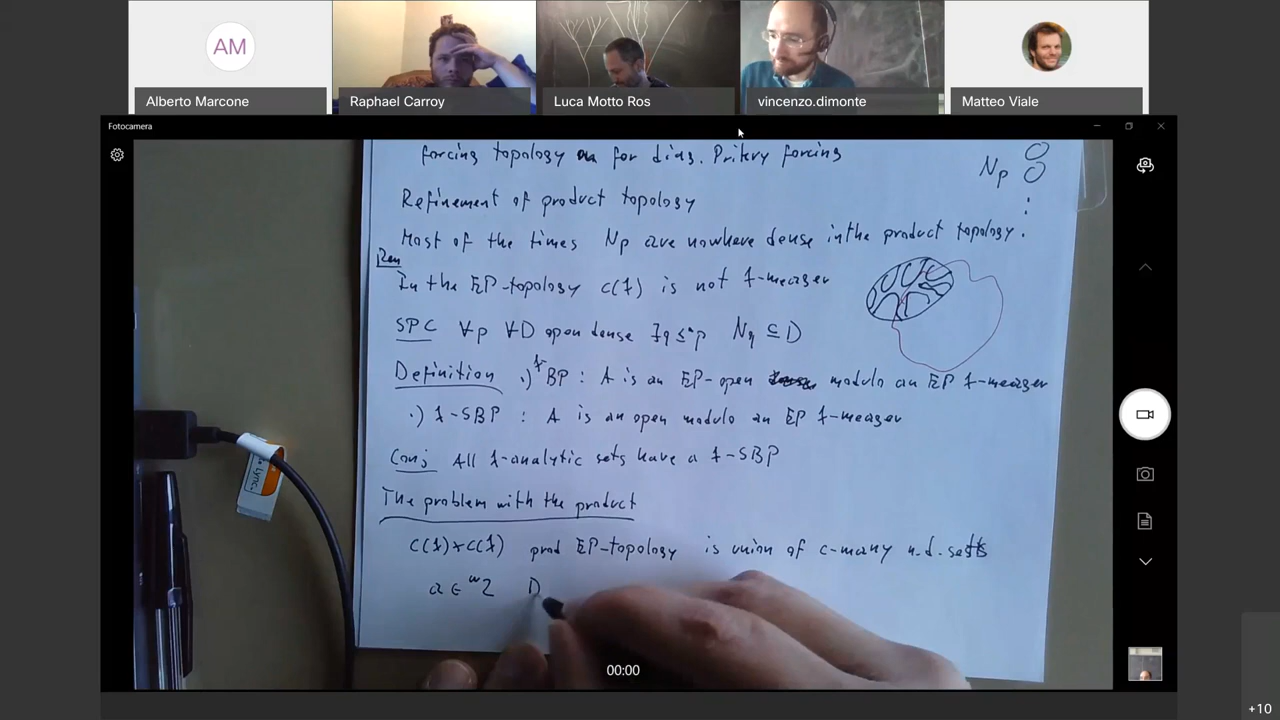 AM
Alberto Marcone
Raphael Carroy
Luca Motto Ros
vincenzo.dimonte
Matteo Viale
Fotocamera
forcing topology for diag. Prikry forcing
Np
Refinement of product topology
Most of the times Np are nowhere dense in the product topology.
Rem
In the EP-topology C(λ) is not λ-meager
SPC ∀p ∀D open dense ∃q ≤* p Nq ⊆ D
Definition ·) λ-BP : A is an EP-open modulo an EP λ-meager
·) λ-SBP : A is an open modulo an EP λ-meager
Conj All λ-analytic sets have a λ-SBP
The problem with the product
C(λ)×C(λ) prod EP-topology is union of c-many n.d. sets
a ∈ ω2 D
00:00
+10